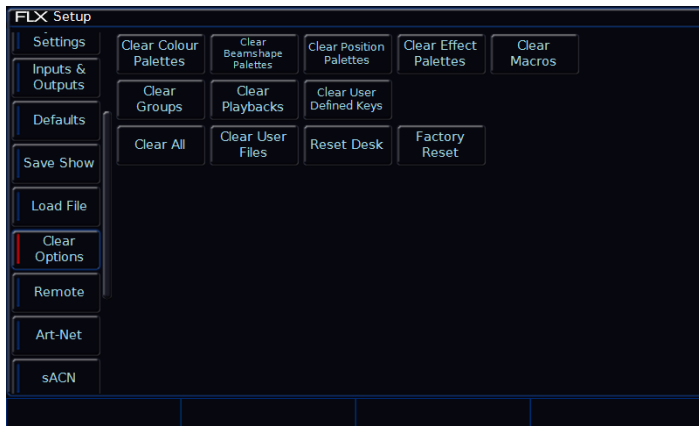 FLX Setup
Settings
Inputs &
Outputs
Defaults
Save Show
Load File
Clear
Options
Remote
Art-Net
sACN
Clear Colour
Palettes
Clear
Beamshape
Palettes
Clear Position
Palettes
Clear Effect
Palettes
Clear
Macros
Clear
Groups
Clear
Playbacks
Clear User
Defined Keys
Clear All
Clear User
Files
Reset Desk
Factory
Reset